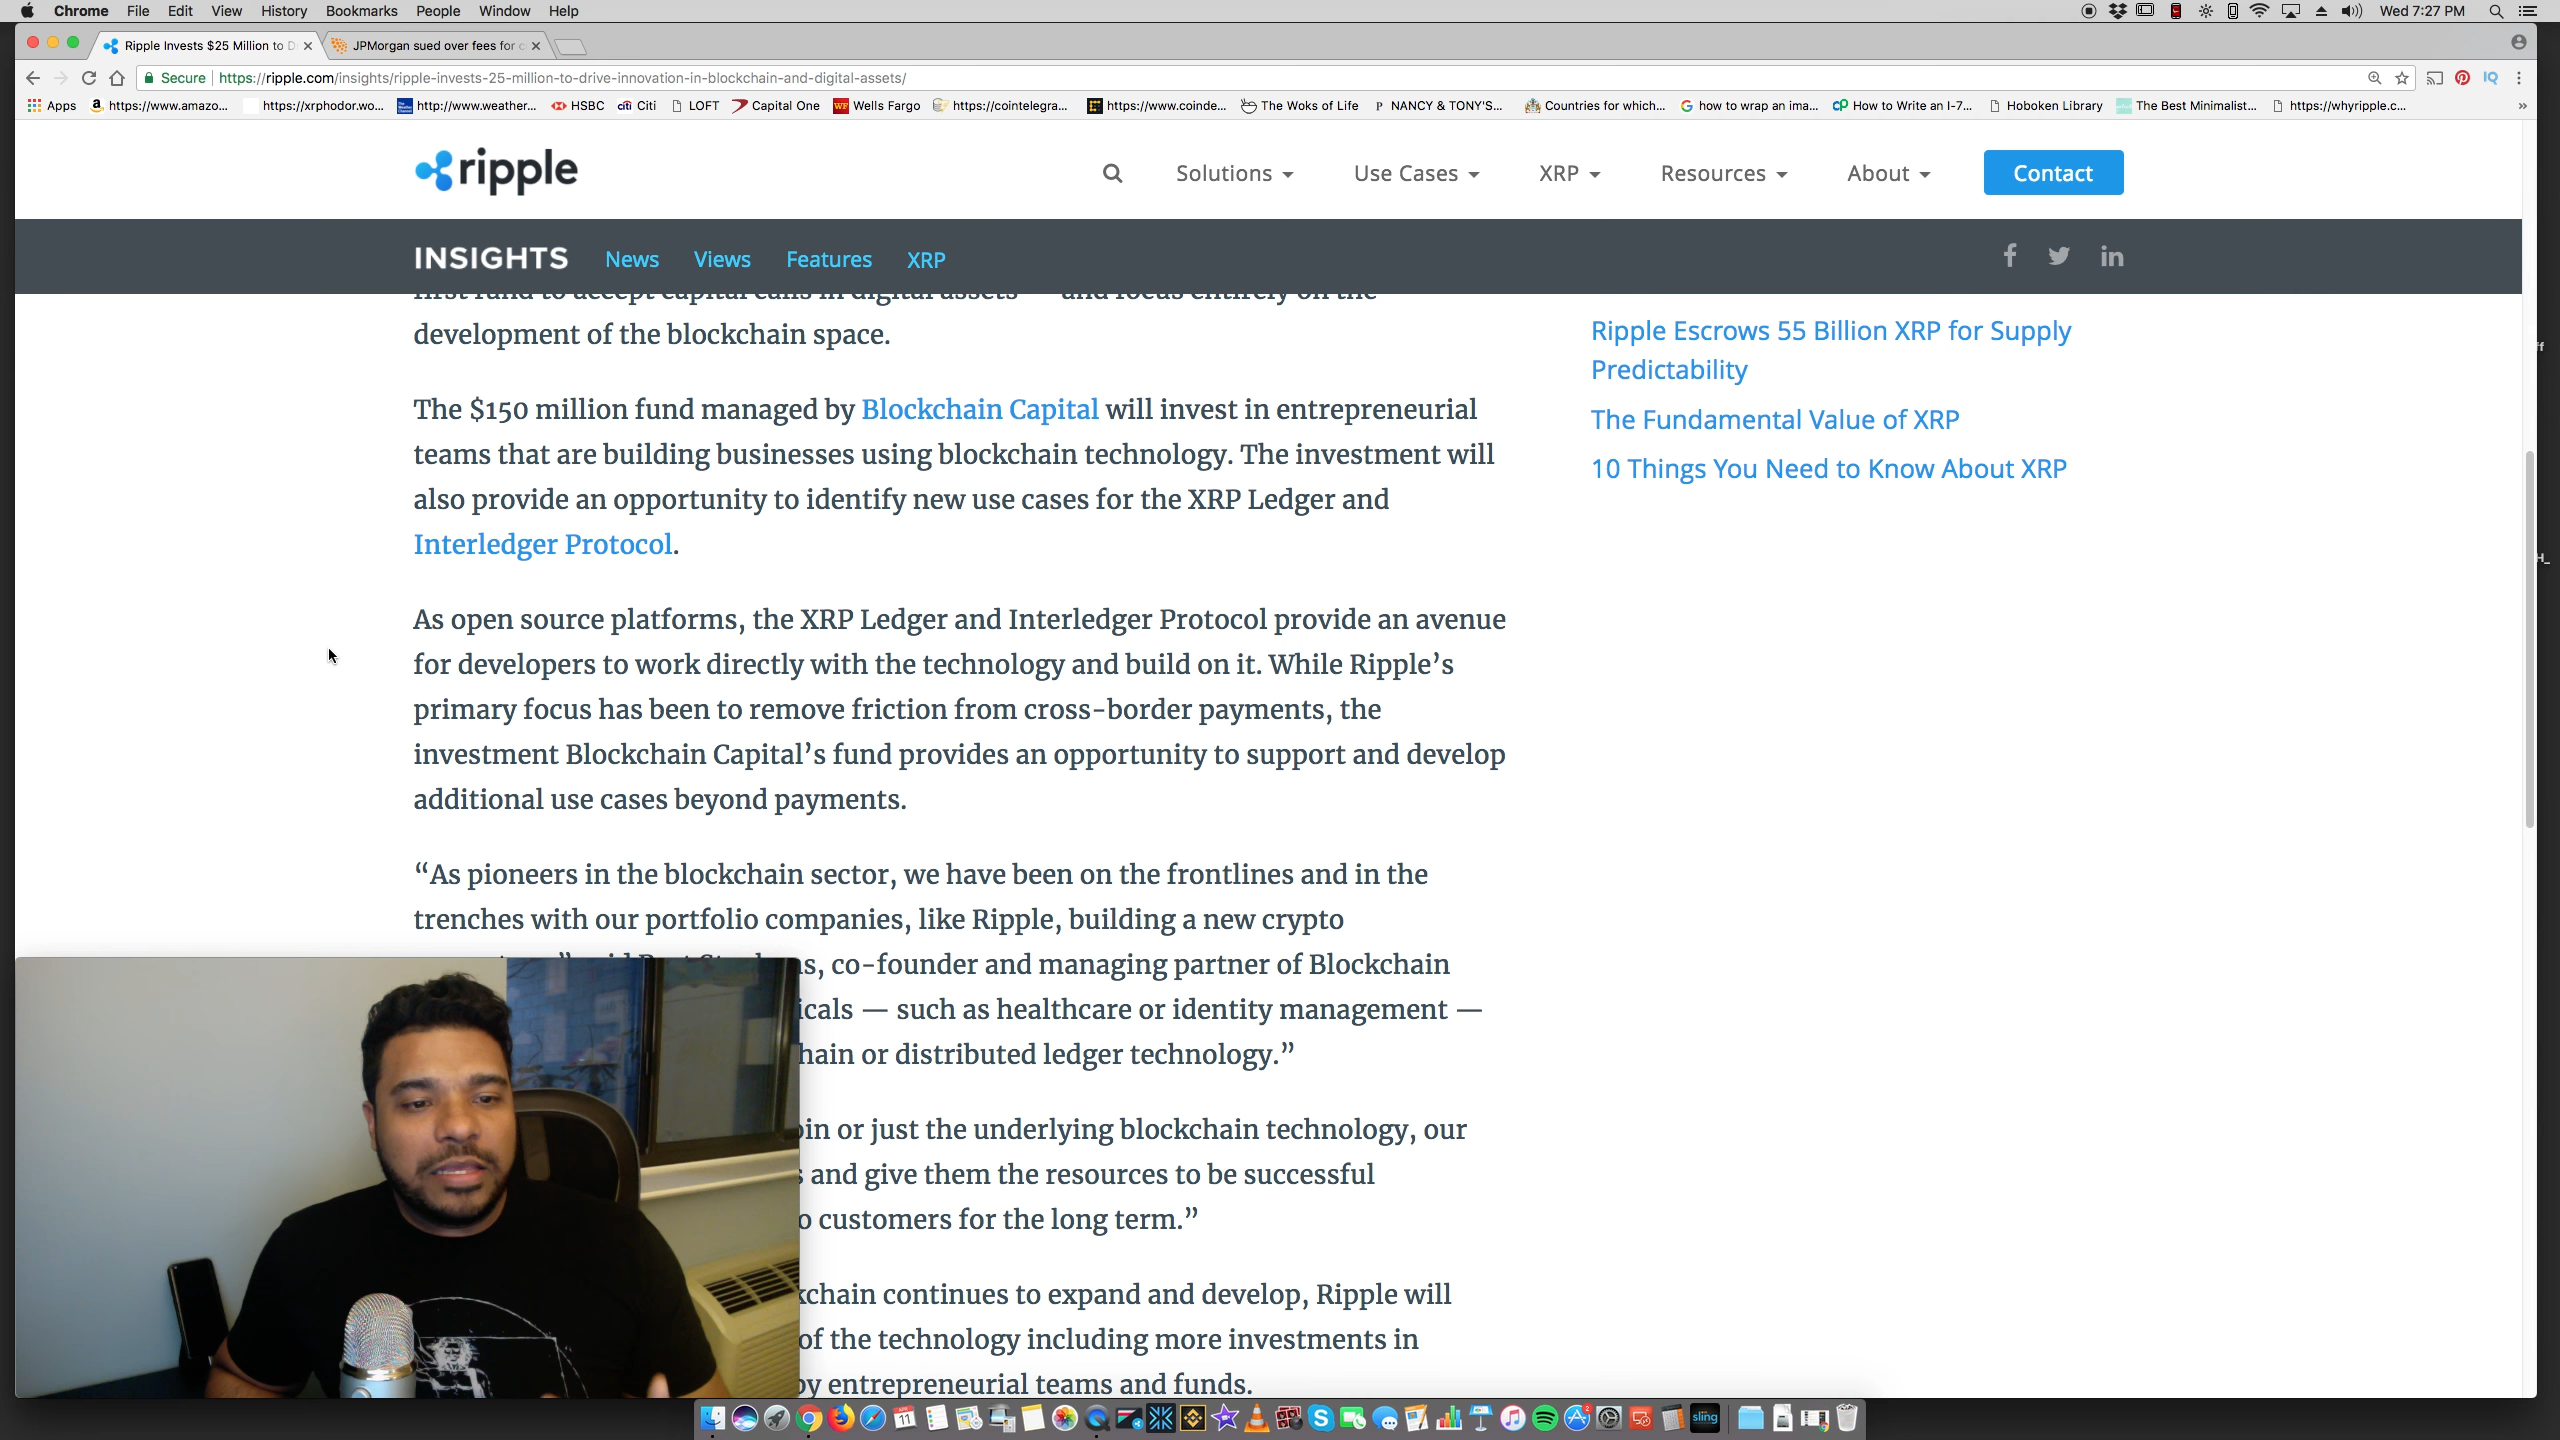 Chrome File Edit View History Bookmarks People Window Help
Wed 7:27 PM
Ripple Invests $25 Million to D
JPMorgan sued over fees for c
Secure https://ripple.com/insights/ripple-invests-25-million-to-drive-innovation-in-blockchain-and-digital-assets/
Apps https://www.amazo... https://xrphodor.wo... http://www.weather... HSBC Citi LOFT Capital One Wells Fargo https://cointelegra... https://www.coinde... The Woks of Life NANCY & TONY'S... Countries for which... how to wrap an ima... How to Write an I-7... Hoboken Library The Best Minimalist... https://whyripple.c...
ripple
Solutions Use Cases XRP Resources About Contact
INSIGHTS News Views Features XRP
first fund to accept capital calls in digital assets — and focus entirely on the
development of the blockchain space.
The $150 million fund managed by Blockchain Capital will invest in entrepreneurial
teams that are building businesses using blockchain technology. The investment will
also provide an opportunity to identify new use cases for the XRP Ledger and
Interledger Protocol.
As open source platforms, the XRP Ledger and Interledger Protocol provide an avenue
for developers to work directly with the technology and build on it. While Ripple’s
primary focus has been to remove friction from cross-border payments, the
investment Blockchain Capital’s fund provides an opportunity to support and develop
additional use cases beyond payments.
“As pioneers in the blockchain sector, we have been on the frontlines and in the
trenches with our portfolio companies, like Ripple, building a new crypto
co-founder and managing partner of Blockchain
icals — such as healthcare or identity management —
hain or distributed ledger technology.”
or just the underlying blockchain technology, our
and give them the resources to be successful
o customers for the long term.”
kchain continues to expand and develop, Ripple will
of the technology including more investments in
by entrepreneurial teams and funds.
Ripple Escrows 55 Billion XRP for Supply
Predictability
The Fundamental Value of XRP
10 Things You Need to Know About XRP
sling